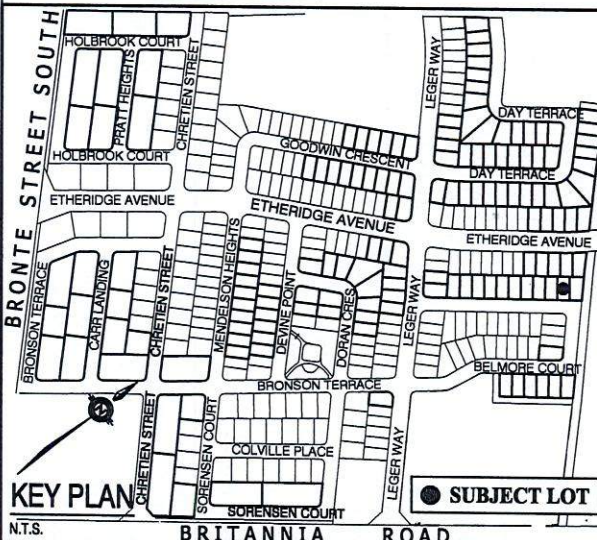 HOLBROOK COURT
BRONTE STREET SOUTH
PRATT HEIGHTS
CHRETIEN STREET
LEGER WAY
DAY TERRACE
GOODWIN CRESCENT
HOLBROOK COURT
DAY TERRACE
ETHERIDGE AVENUE
ETHERIDGE AVENUE
ETHERIDGE AVENUE
BRONSON TERRACE
CARR LANDING
CHRETIEN STREET
MENDELSON HEIGHTS
DEVINE POINT
DORAN CRES
LEGER WAY
BELMORE COURT
BRONSON TERRACE
N
CHRETIEN STREET
SORENSEN COURT
COLVILLE PLACE
LEGER WAY
KEY PLAN
SUBJECT LOT
SORENSEN COURT
N.T.S.
BRITANNIA ROAD